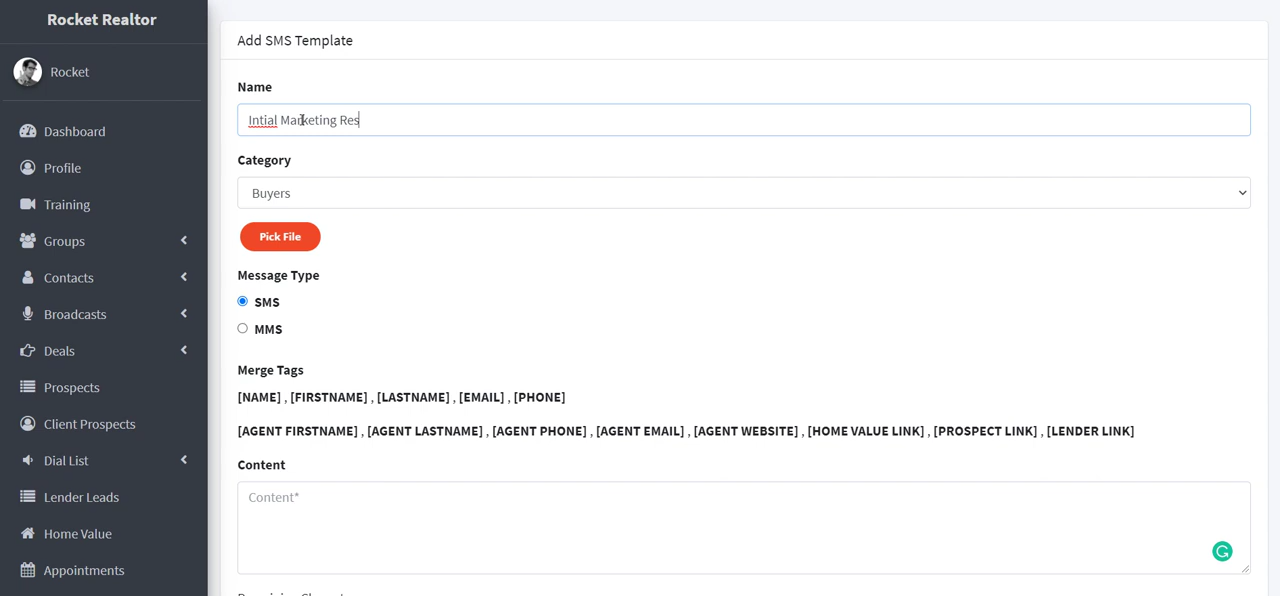 Rocket Realtor
Rocket
Dashboard
Profile
Training
Groups
Contacts
Broadcasts
Deals
Prospects
Client Prospects
Dial List
Lender Leads
Home Value
Appointments
Add SMS Template
Name
Intial Marketing Res
Category
Buyers
Pick File
Message Type
SMS
MMS
Merge Tags
[NAME] , [FIRSTNAME] , [LASTNAME] , [EMAIL] , [PHONE]
[AGENT FIRSTNAME] , [AGENT LASTNAME] , [AGENT PHONE] , [AGENT EMAIL] , [AGENT WEBSITE] , [HOME VALUE LINK] , [PROSPECT LINK] , [LENDER LINK]
Content
Content*